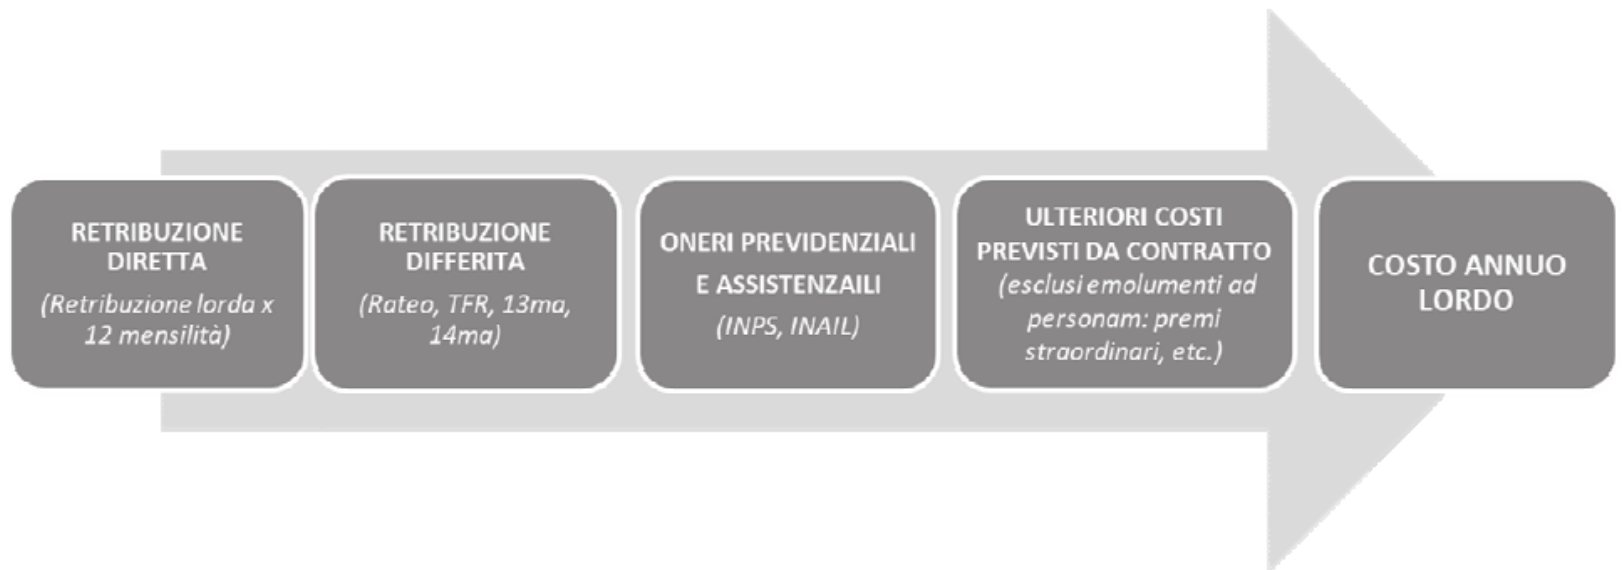 RETRIBUZIONE
DIRETTA
(Retribuzione lorda x
12 mensilità)
RETRIBUZIONE
DIFFERITA
(Rateo, TFR, 13ma,
14ma)
ONERI PREVIDENZIALI
E ASSISTENZAILI
(INPS, INAIL)
ULTERIORI COSTI
PREVISTI DA CONTRATTO
(esclusi emolumenti ad
personam: premi
straordinari, etc.)
COSTO ANNUO
LORDO